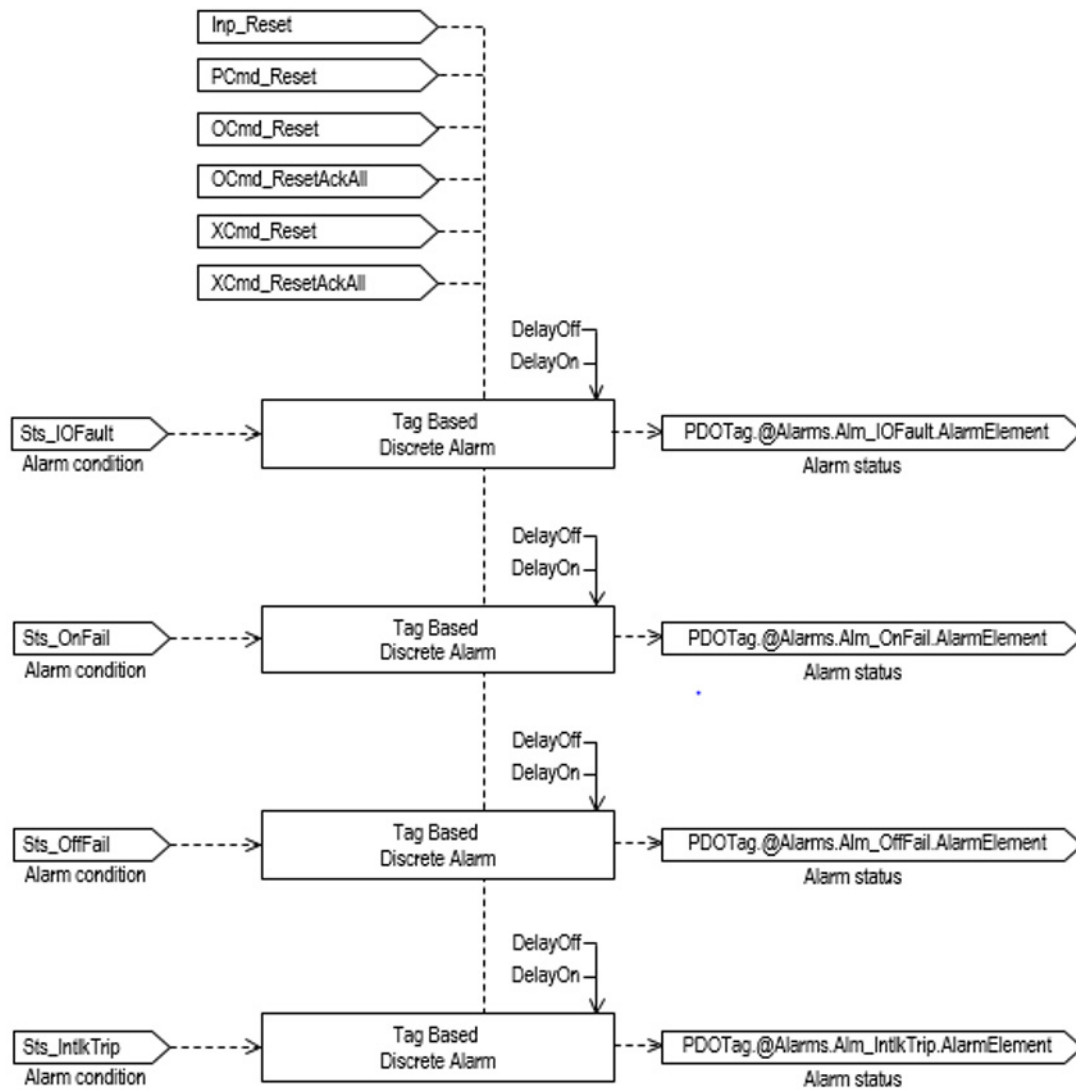 Inp_Reset
PCmd_Reset
OCmd_Reset
OCmd_ResetAckAll
XCmd_Reset
XCmd_ResetAckAll
DelayOff
DelayOn
Sts_IOFault
Alarm condition
Tag Based
Discrete Alarm
PDOTag.@Alarms.Alm_IOFault.AlarmElement
Alarm status
DelayOff
DelayOn
Sts_OnFail
Alarm condition
Tag Based
Discrete Alarm
PDOTag.@Alarms.Alm_OnFail.AlarmElement
Alarm status
DelayOff
DelayOn
Sts_OffFail
Alarm condition
Tag Based
Discrete Alarm
PDOTag.@Alarms.Alm_OffFail.AlarmElement
Alarm status
DelayOff
DelayOn
Sts_IntlkTrip
Alarm condition
Tag Based
Discrete Alarm
PDOTag.@Alarms.Alm_IntlkTrip.AlarmElement
Alarm status